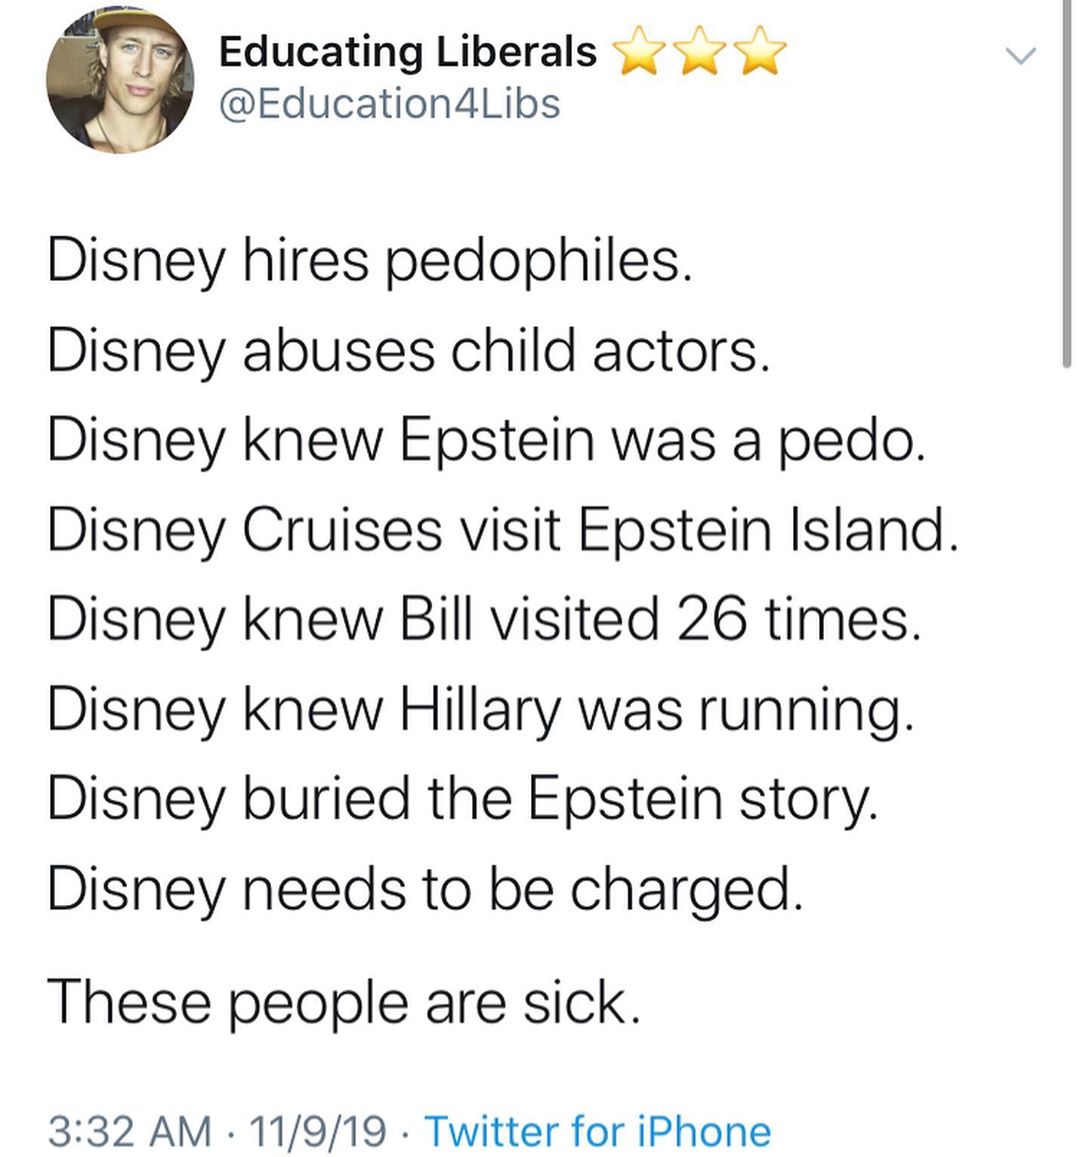 Educating Liberals ⭐⭐⭐
@Education4Libs
Disney hires pedophiles.
Disney abuses child actors.
Disney knew Epstein was a pedo.
Disney Cruises visit Epstein Island.
Disney knew Bill visited 26 times.
Disney knew Hillary was running.
Disney buried the Epstein story.
Disney needs to be charged.
These people are sick.
3:32 AM · 11/9/19 · Twitter for iPhone